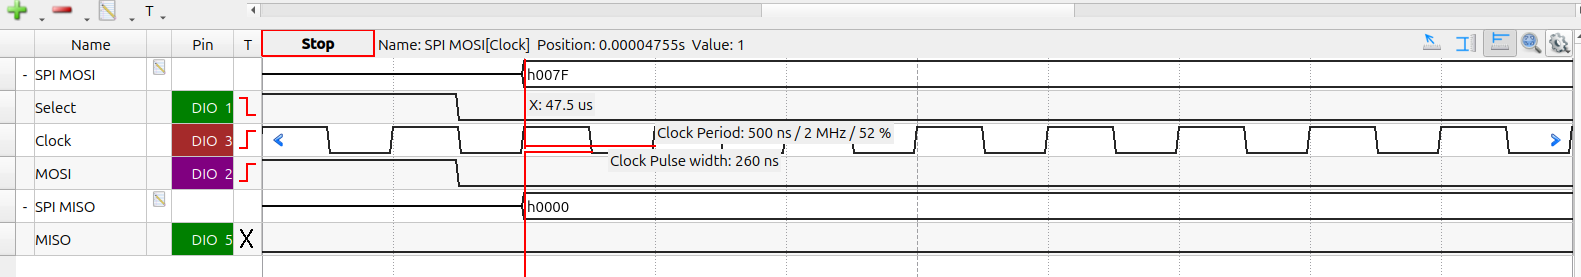 T
Name Pin T Stop Name: SPI MOSI[Clock] Position: 0.00004755s Value: 1
- SPI MOSI h007F
Select DIO 1 X: 47.5 us
Clock DIO 3 Clock Period: 500 ns / 2 MHz / 52 %
Clock Pulse width: 260 ns
MOSI DIO 2
- SPI MISO h0000
MISO DIO 5 X